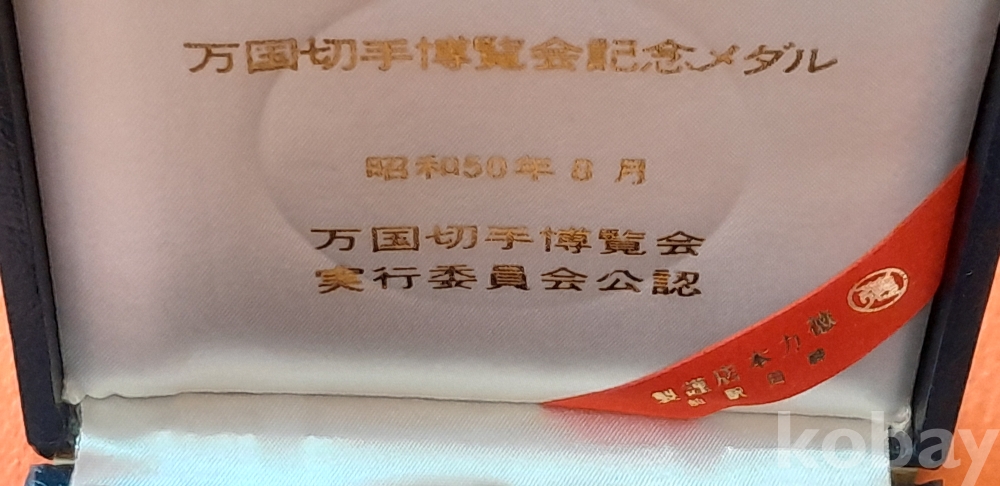 万国切手博覧会記念メダル
昭和50年8月
万国切手博覧会
実行委員会公認
kobay